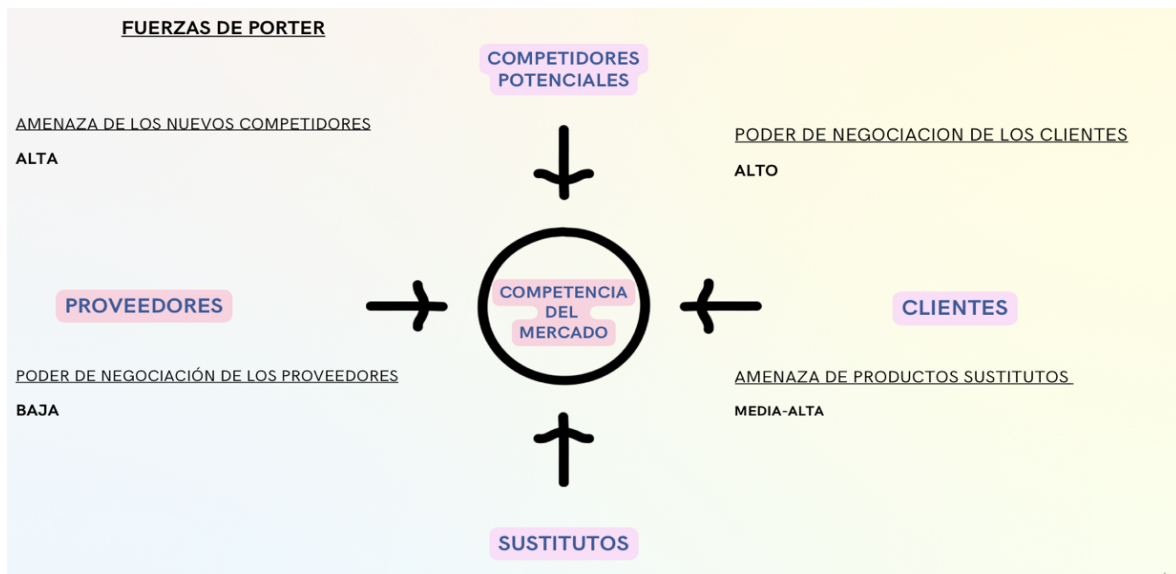 FUERZAS DE PORTER
COMPETIDORES
POTENCIALES
AMENAZA DE LOS NUEVOS COMPETIDORES
ALTA
PODER DE NEGOCIACION DE LOS CLIENTES
ALTO
PROVEEDORES
COMPETENCIA
DEL
MERCADO
CLIENTES
PODER DE NEGOCIACIÓN DE LOS PROVEEDORES
BAJA
AMENAZA DE PRODUCTOS SUSTITUTOS
MEDIA-ALTA
SUSTITUTOS